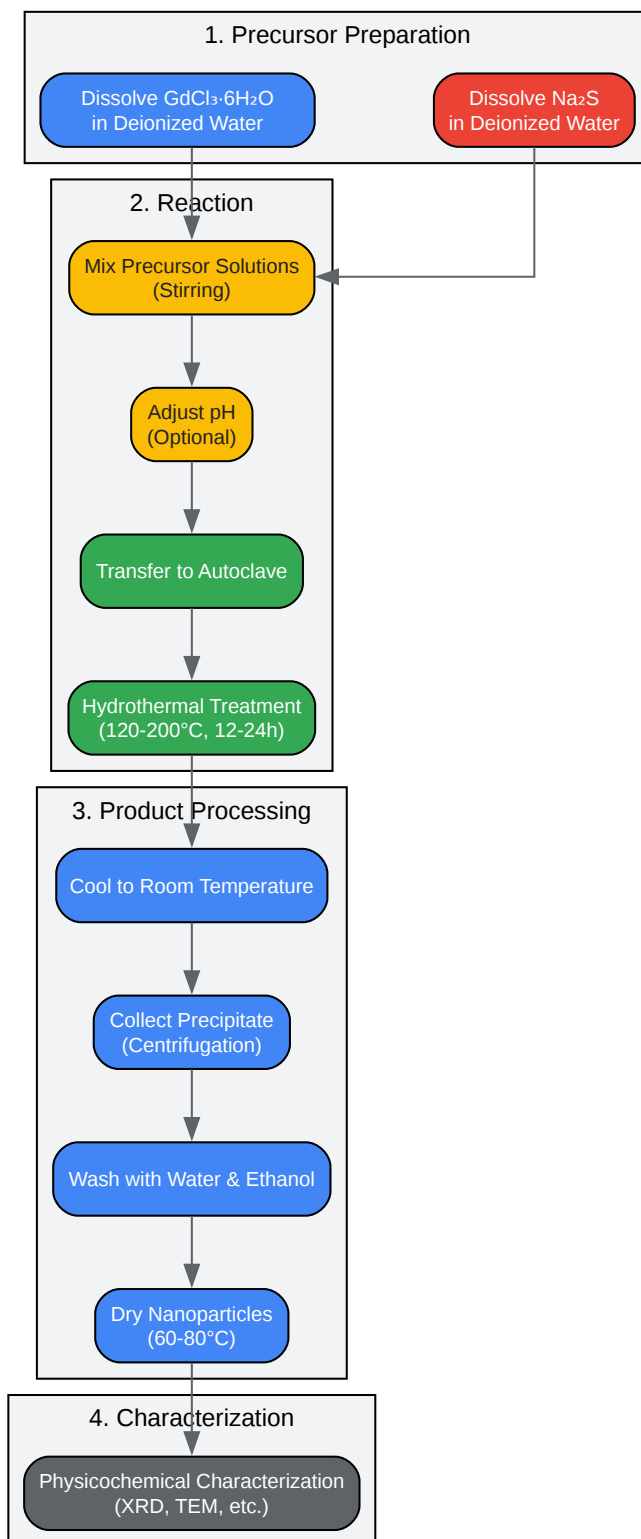 1. Precursor Preparation
Dissolve GdCl₃·6H₂O
in Deionized Water
Dissolve Na₂S
in Deionized Water
2. Reaction
Mix Precursor Solutions
(Stirring)
Adjust pH
(Optional)
Transfer to Autoclave
Hydrothermal Treatment
(120-200°C, 12-24h)
3. Product Processing
Cool to Room Temperature
Collect Precipitate
(Centrifugation)
Wash with Water & Ethanol
Dry Nanoparticles
(60-80°C)
4. Characterization
Physicochemical Characterization
(XRD, TEM, etc.)